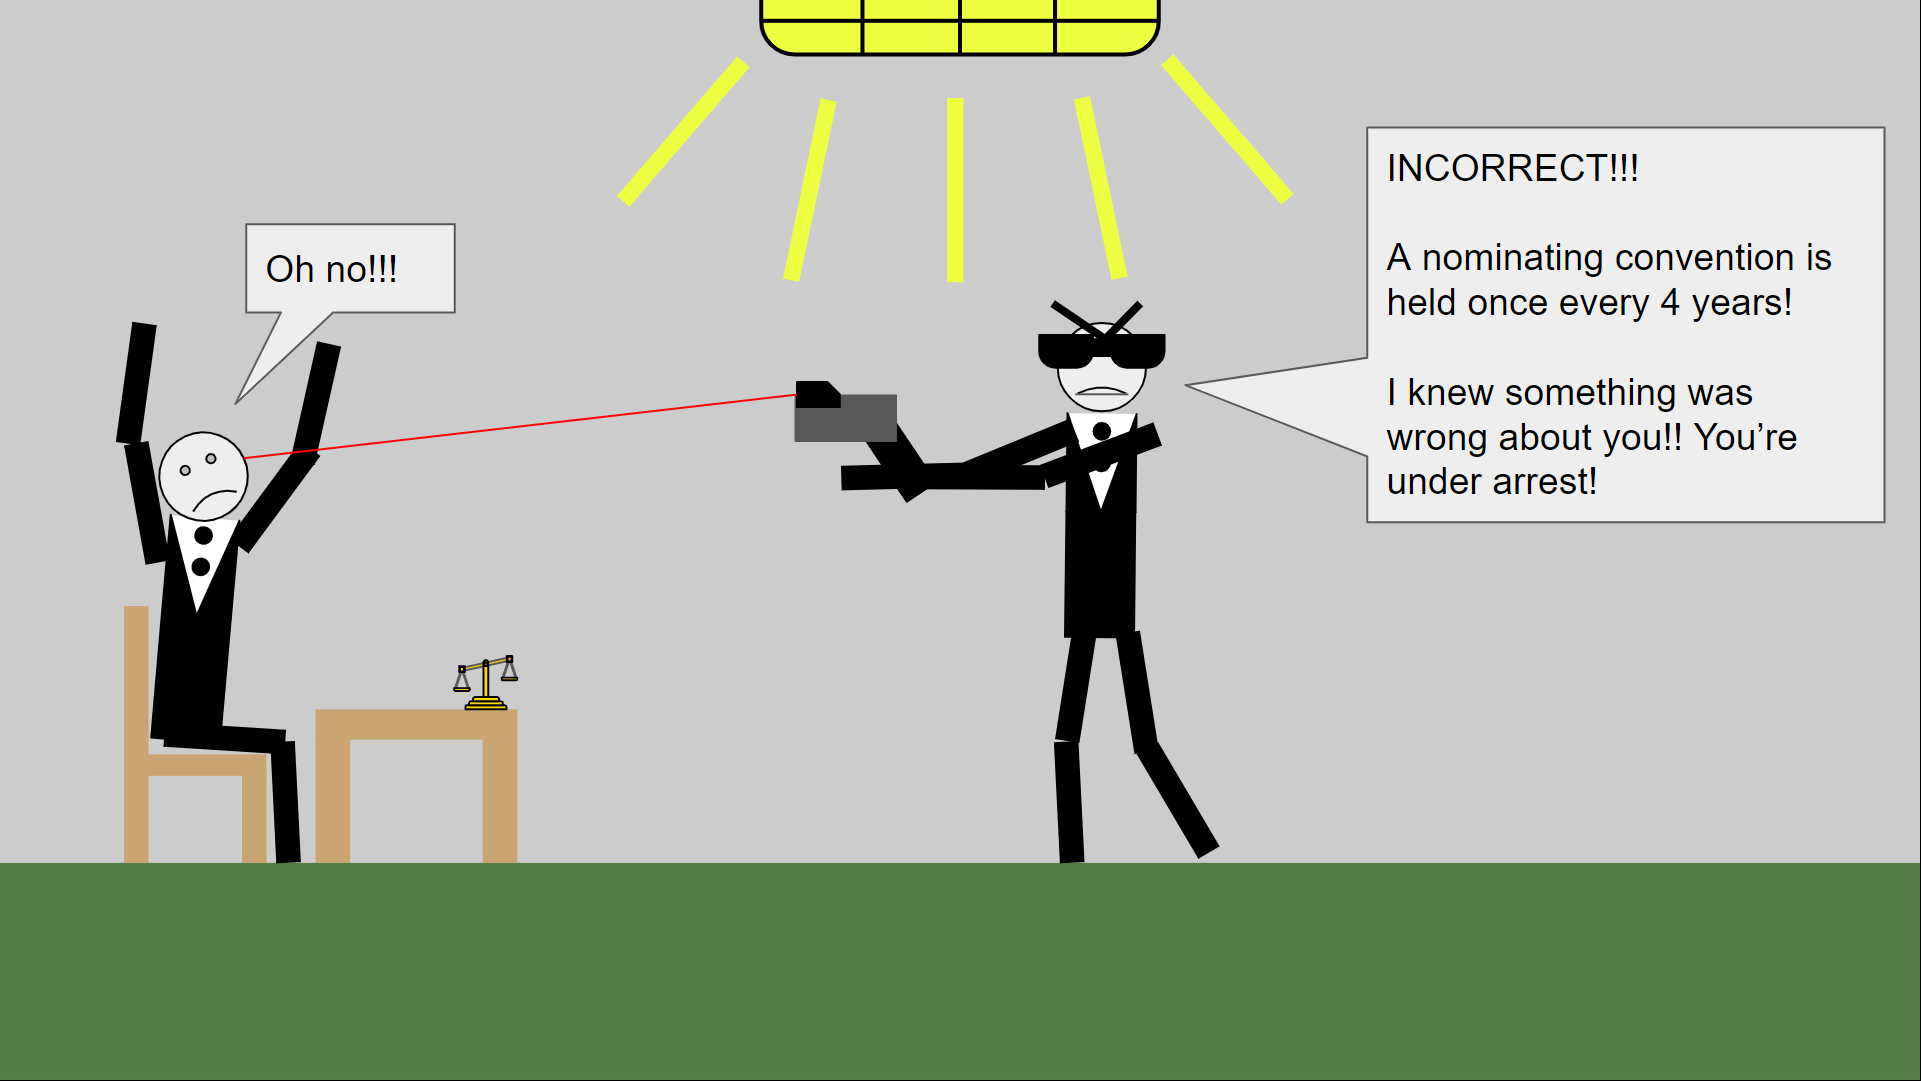 Oh no!!!
INCORRECT!!!
A nominating convention is
held once every 4 years!
I knew something was
wrong about you!! You’re
under arrest!